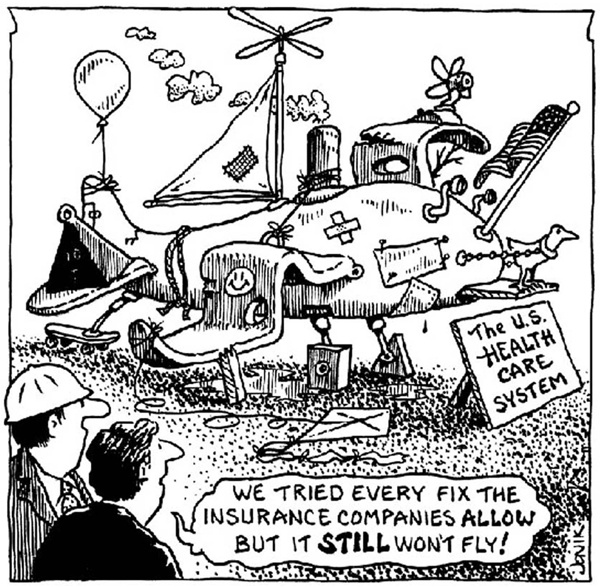 The U.S.
HEALTH
CARE
SYSTEM
WE TRIED EVERY FIX THE
INSURANCE COMPANIES ALLOW
BUT IT STILL WON'T FLY!